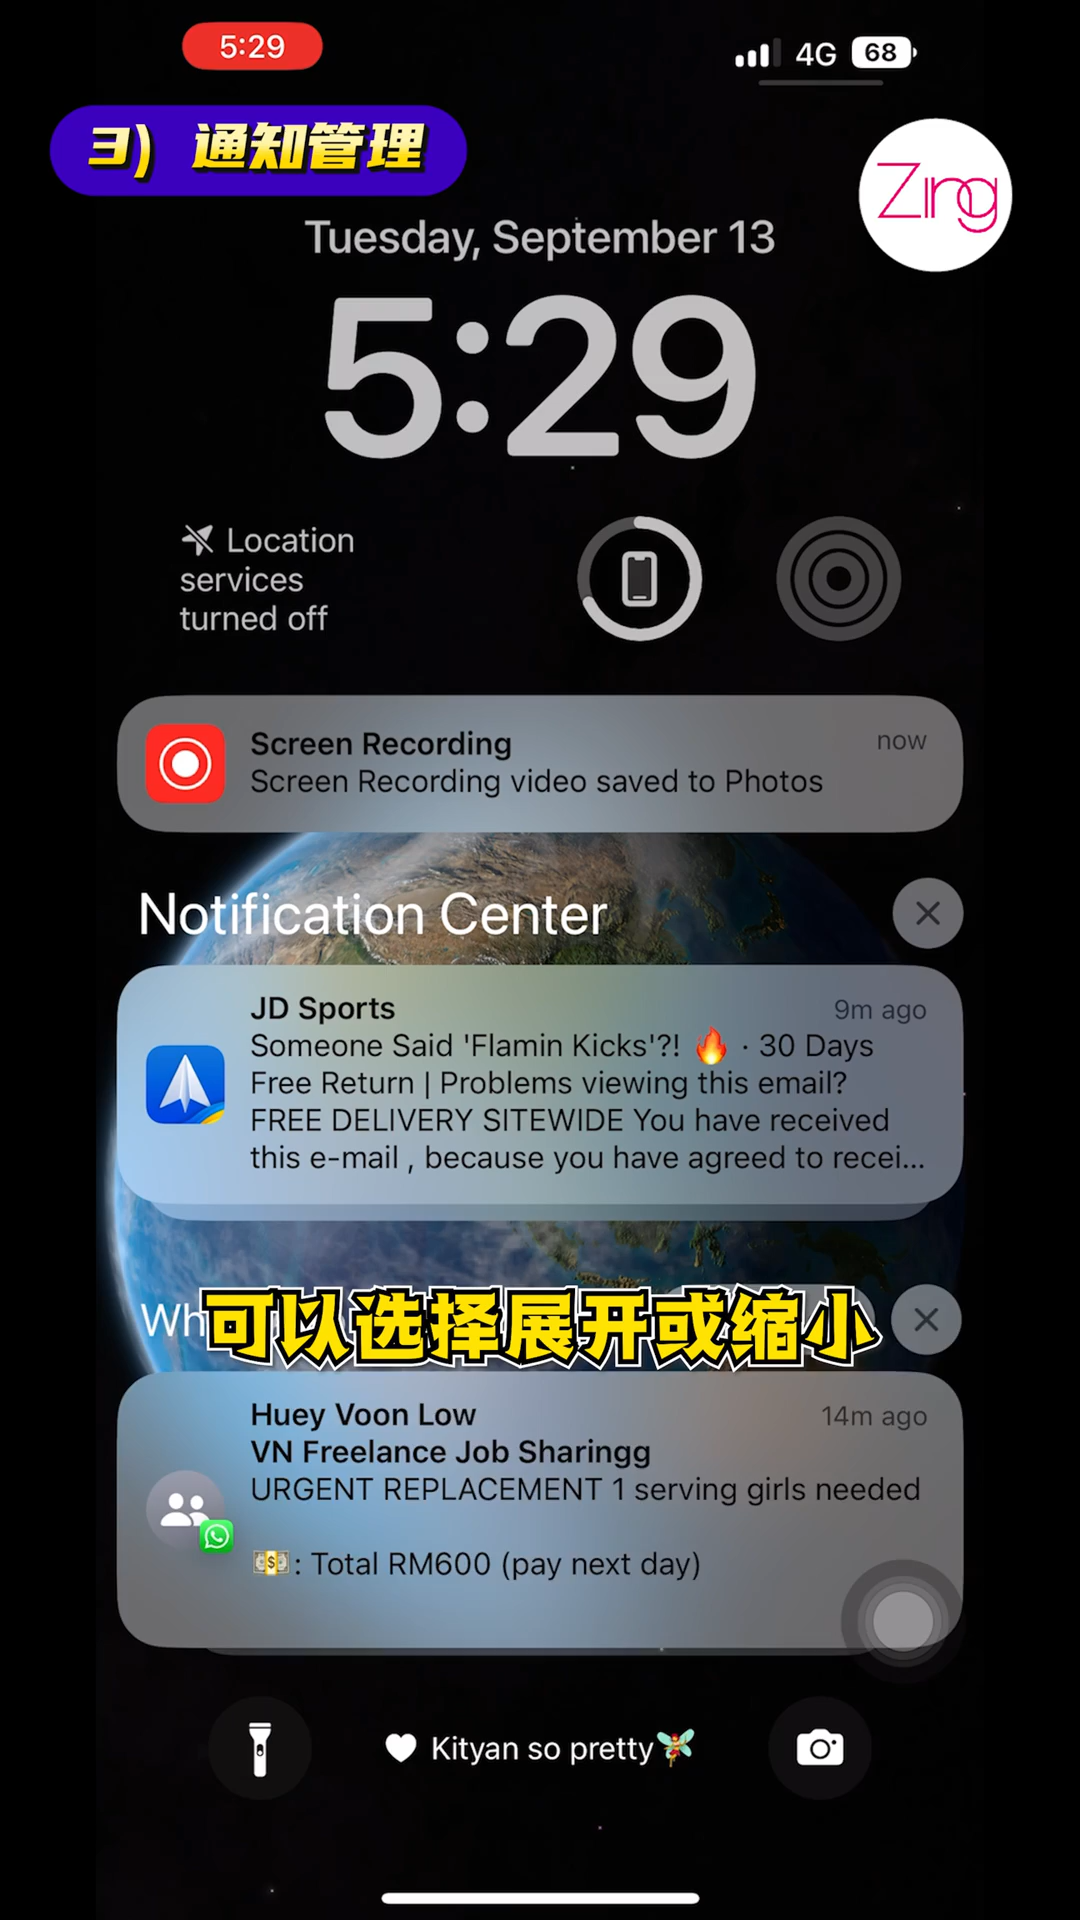 5:29
4G 68
3) 通知管理
Zing
Tuesday, September 13
5:29
Location
services
turned off
Screen Recording
now
Screen Recording video saved to Photos
Notification Center
JD Sports
9m ago
Someone Said 'Flamin Kicks'?! 🔥 · 30 Days
Free Return | Problems viewing this email?
FREE DELIVERY SITEWIDE You have received
this e-mail , because you have agreed to recei...
Wh
可以选择展开或缩小
Huey Voon Low
14m ago
VN Freelance Job Sharingg
URGENT REPLACEMENT 1 serving girls needed
💵: Total RM600 (pay next day)
Kityan so pretty🧚